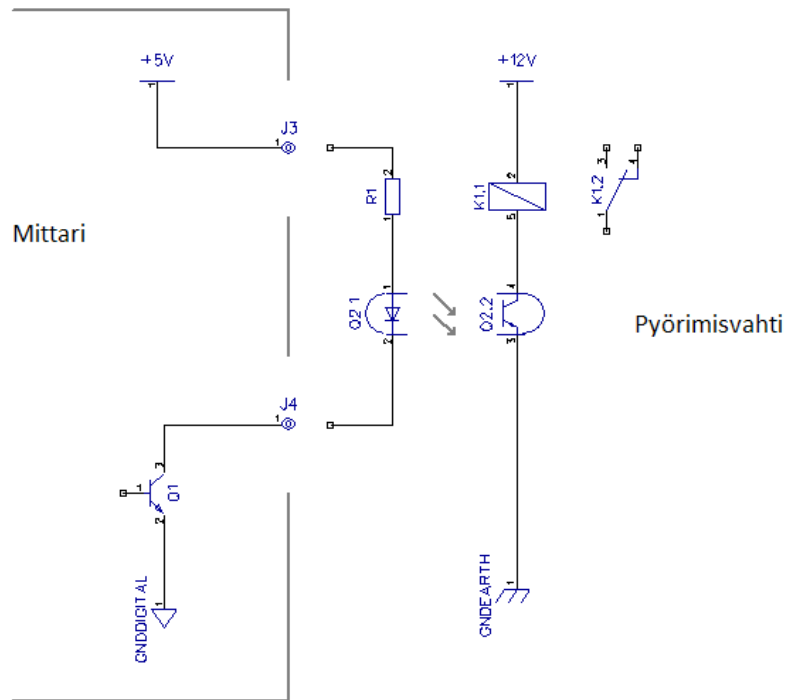 +5V
1
1
J3
+12V
1
2
R1
1
2
K1.1
5
3
4
K1.2
1
Mittari
1
Q2 1
2
4
Q2.2
3
Pyörimisvahti
1
J4
3
1
Q1
2
1
GNDDIGITAL
1
GNDEARTH